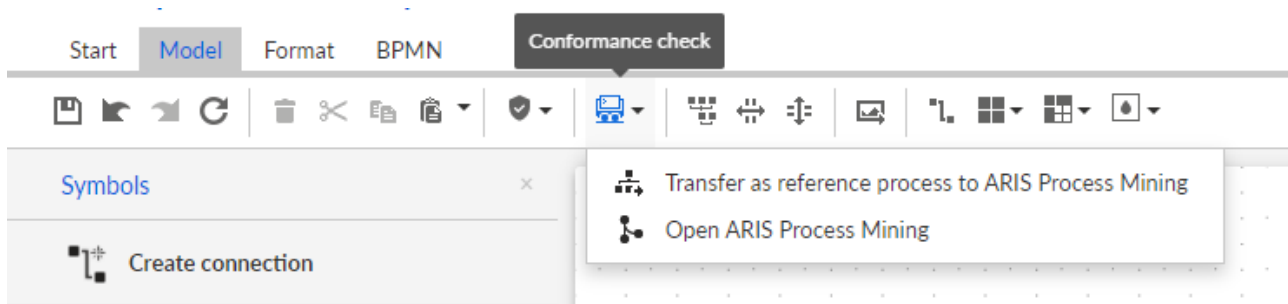 Conformance check
Start Model Format BPMN
Symbols
Transfer as reference process to ARIS Process Mining
Open ARIS Process Mining
Create connection